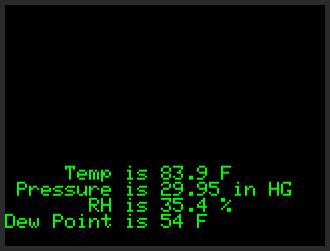 Temp is 83.9 F
Pressure is 29.95 in HG
RH is 35.4 %
Dew Point is 54 F